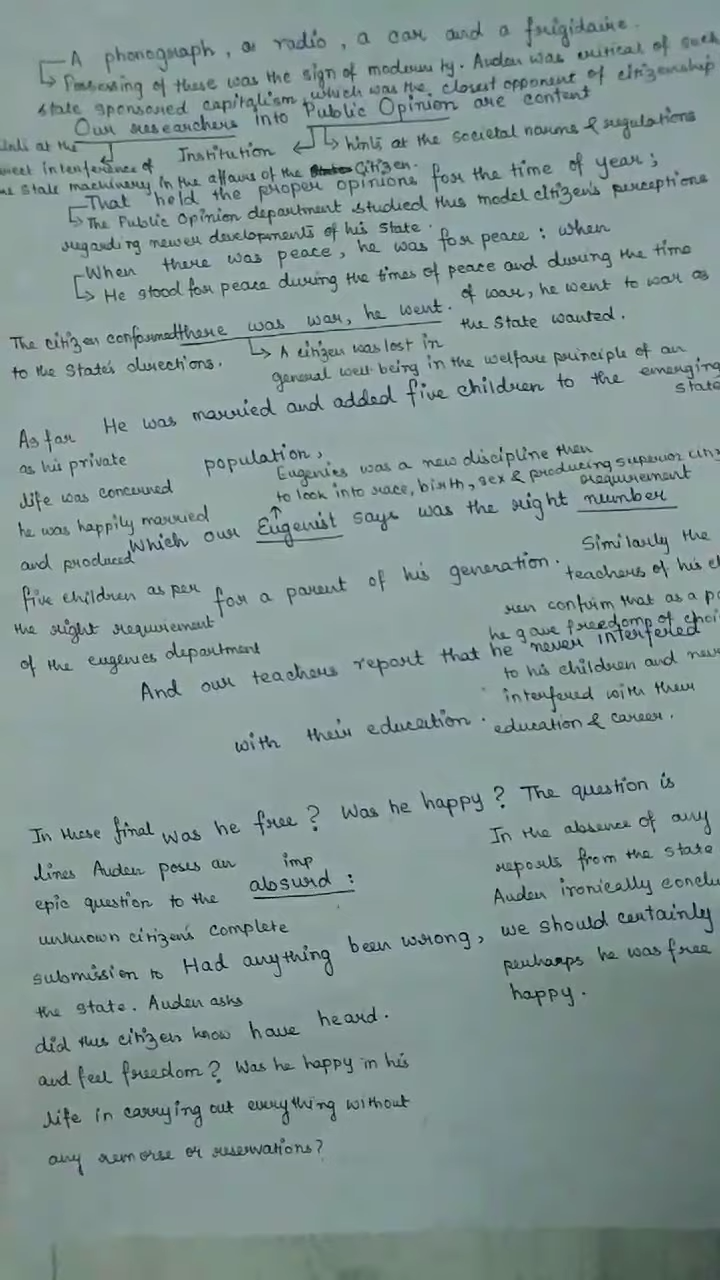 A phonograph, a radio, a car and a frigidaire.
Possessing of these was the sign of modernity. Auden was critical of such
state sponsored capitalism which was the closest opponent of citizenship
Our researchers into Public Opinion are content
at the
interference of
Institution
hints at the societal norms & regulations
State machinery in the affairs of the Citizen.
That held the proper opinions for the time of year;
The Public Opinion department studied this model citizen's perceptions
regarding newer developments of his state.
When there was peace, he was for peace: when
He stood for peace during the times of peace and during the time
of war, he went to war as
the State wanted.
there was war, he went.
The citizen conformed
to the State's directions.
A citizen was lost in
general well being in the welfare principle of an
emerging
state
He was married and added five children to the
population,
As far
as his private
life was concerned
he was happily married
and produced
five children as per
the right requirement
of the eugenics department
Eugenics was a new discipline then
to look into race, birth, sex & producing superior
requirement
Which our Eugenist says was the right number
for a parent of his generation.
Similarly the
teachers of his
confirm that as a
he gave freedom of
to his children and
interfered with their
education & career.
And our teachers report that he never interfered
with their education.
Was he free? Was he happy? The question is
imp
absurd:
In these final
lines Auden poses an
epic question to the
unknown citizen's complete
submission to
the state. Auden asks
did this citizen know
and feel freedom? Was he happy in his
life in carrying out everything without
any remorse or reservations?
In the absence of any
reports from the state
Auden ironically
perhaps he was free
happy.
Had anything been wrong, we should certainly
have heard.